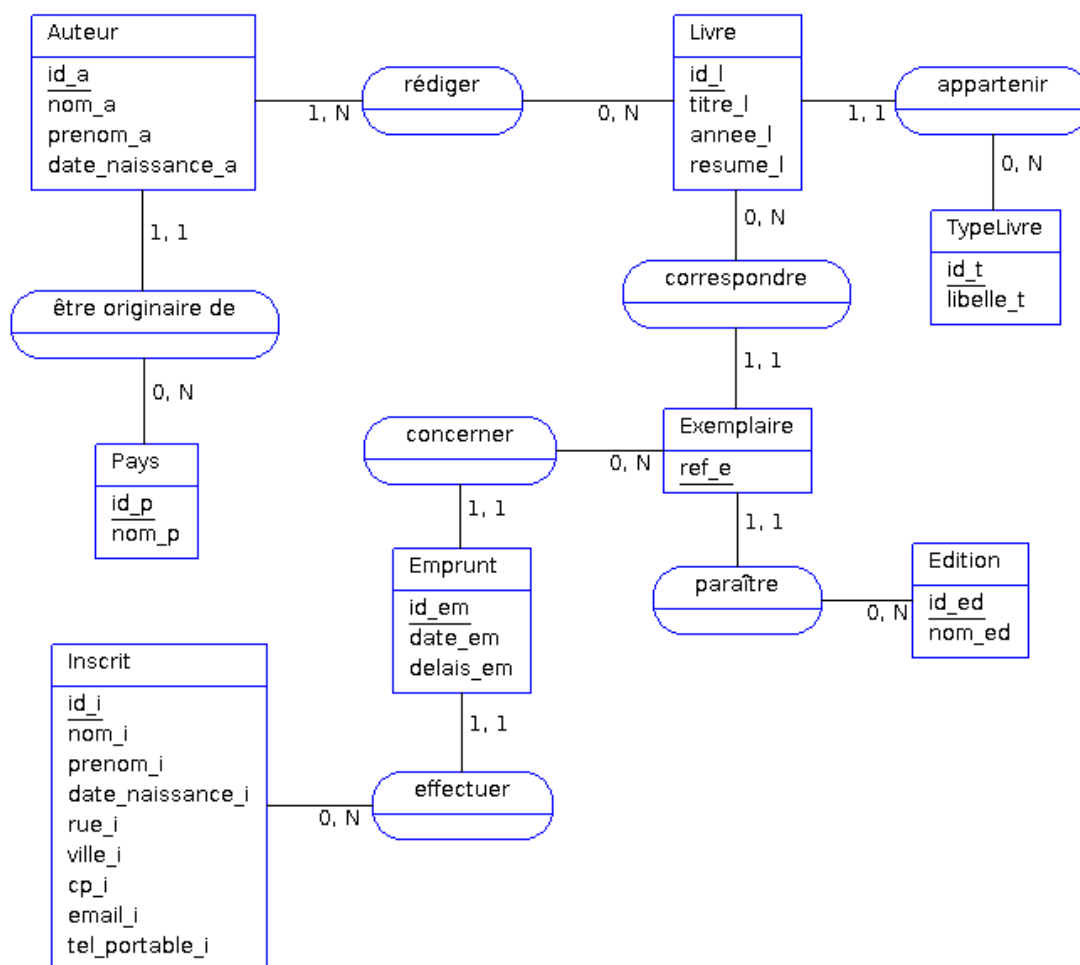 Auteur
id_a
nom_a
prenom_a
date_naissance_a
1, N
rédiger
0, N
Livre
id_l
titre_l
annee_l
resume_l
1, 1
appartenir
0, N
TypeLivre
id_t
libelle_t
1, 1
être originaire de
0, N
Pays
id_p
nom_p
0, N
correspondre
1, 1
Exemplaire
ref_e
0, N
concerner
1, 1
Emprunt
id_em
date_em
delais_em
1, 1
paraître
0, N
Edition
id_ed
nom_ed
1, 1
effectuer
0, N
Inscrit
id_i
nom_i
prenom_i
date_naissance_i
rue_i
ville_i
cp_i
email_i
tel_portable_i